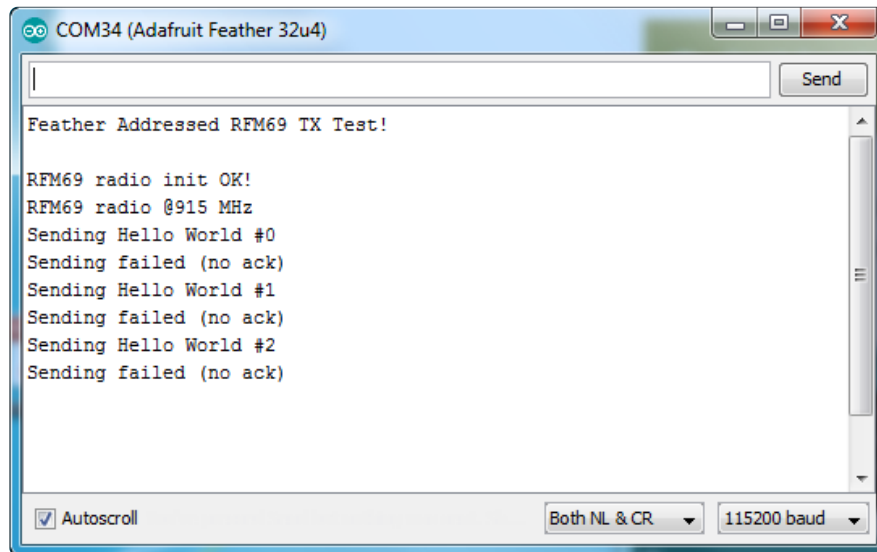 COM34 (Adafruit Feather 32u4)
Send
Feather Addressed RFM69 TX Test!
RFM69 radio init OK!
RFM69 radio @915 MHz
Sending Hello World #0
Sending failed (no ack)
Sending Hello World #1
Sending failed (no ack)
Sending Hello World #2
Sending failed (no ack)
Autoscroll Both NL & CR 115200 baud